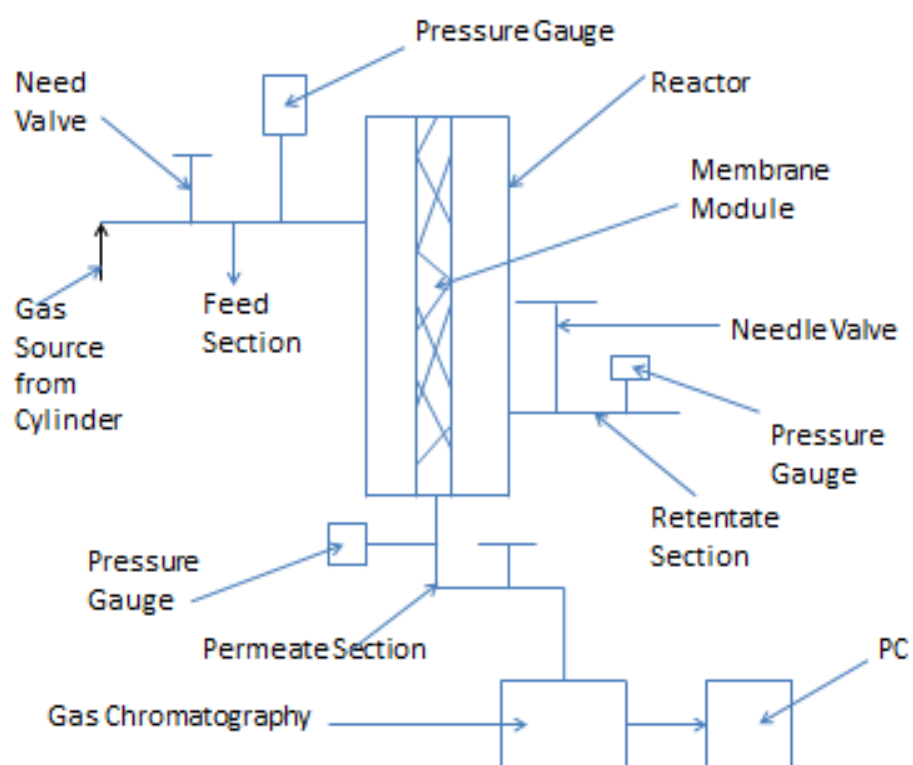 Pressure Gauge
Need
Valve
Reactor
Membrane
Module
Gas
Source
from
Cylinder
Feed
Section
Needle Valve
Pressure
Gauge
Retentate
Section
Pressure
Gauge
Permeate Section
PC
Gas Chromatography